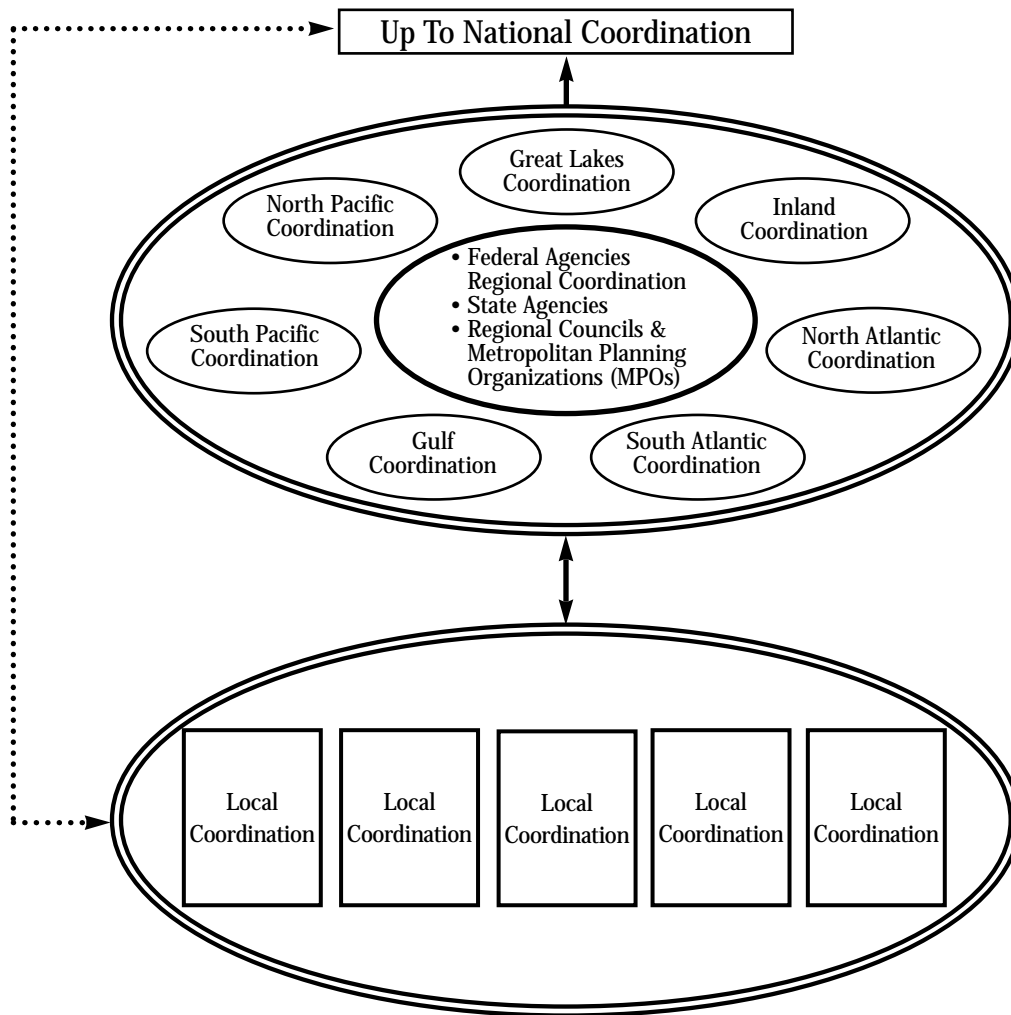 Up To National Coordination
Great Lakes
Coordination
North Pacific
Coordination
Inland
Coordination
• Federal Agencies
Regional Coordination
• State Agencies
• Regional Councils &
Metropolitan Planning
Organizations (MPOs)
South Pacific
Coordination
North Atlantic
Coordination
Gulf
Coordination
South Atlantic
Coordination
Local
Coordination
Local
Coordination
Local
Coordination
Local
Coordination
Local
Coordination